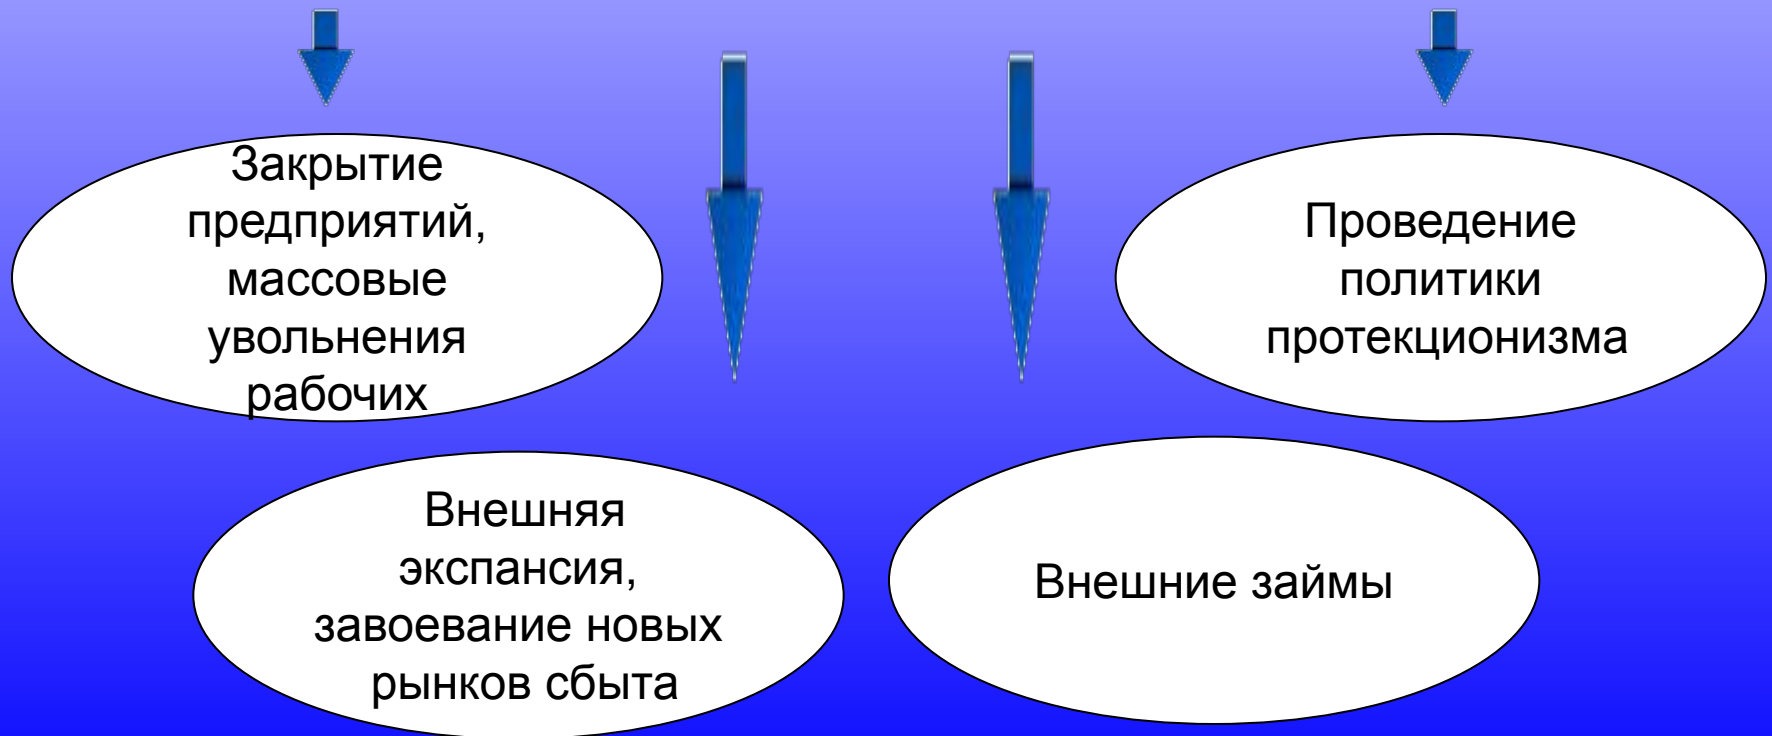 Закрытие
предприятий,
массовые
увольнения
рабочих
Проведение
политики
протекционизма
Внешняя
экспансия,
завоевание новых
рынков сбыта
Внешние займы